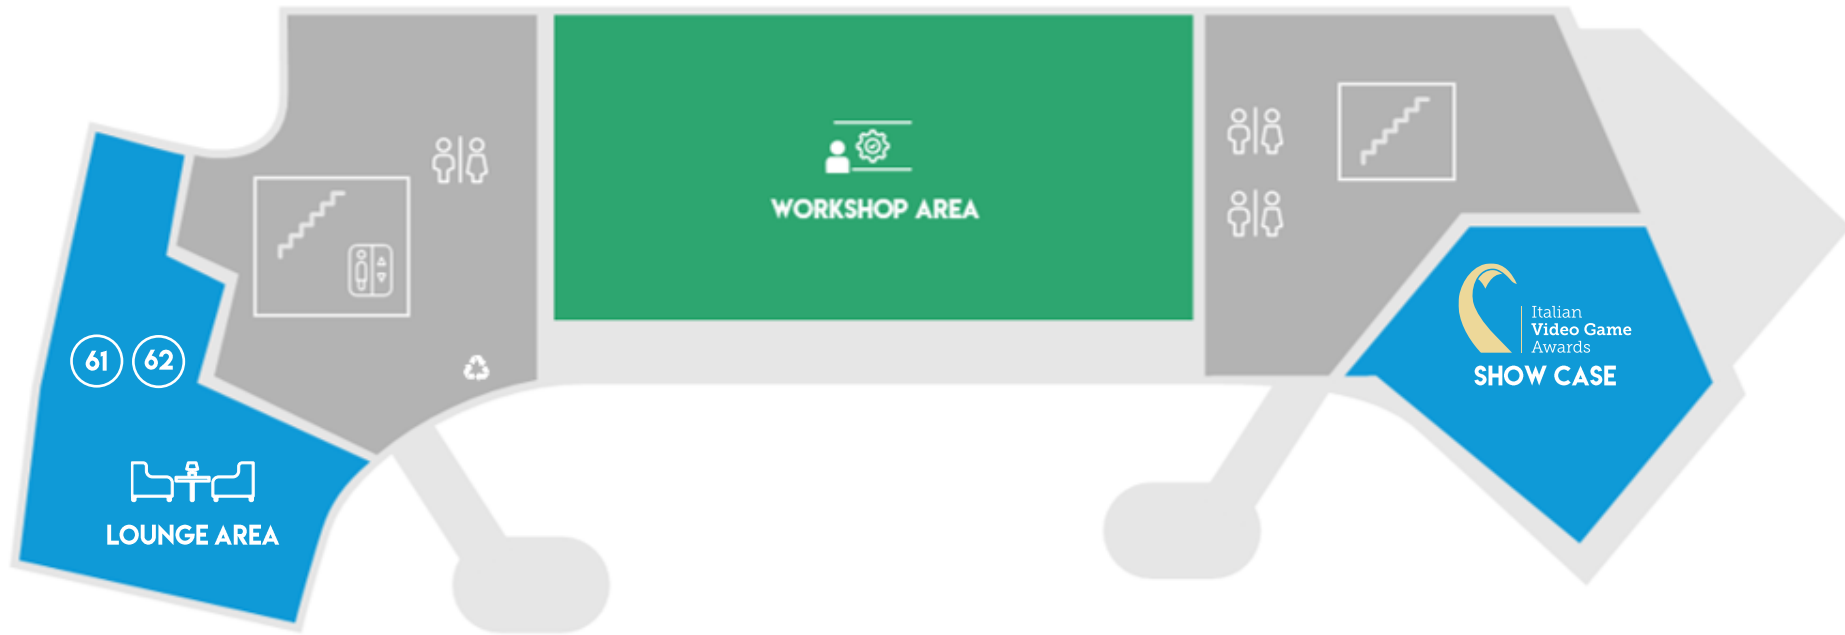 WORKSHOP AREA
61 62
LOUNGE AREA
Italian
Video Game
Awards
SHOW CASE